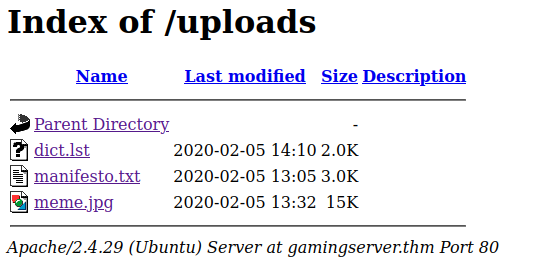 Index of /uploads
Name Last modified Size Description
Parent Directory -
dict.lst 2020-02-05 14:10 2.0K
manifesto.txt 2020-02-05 13:05 3.0K
meme.jpg 2020-02-05 13:32 15K
Apache/2.4.29 (Ubuntu) Server at gamingserver.thm Port 80